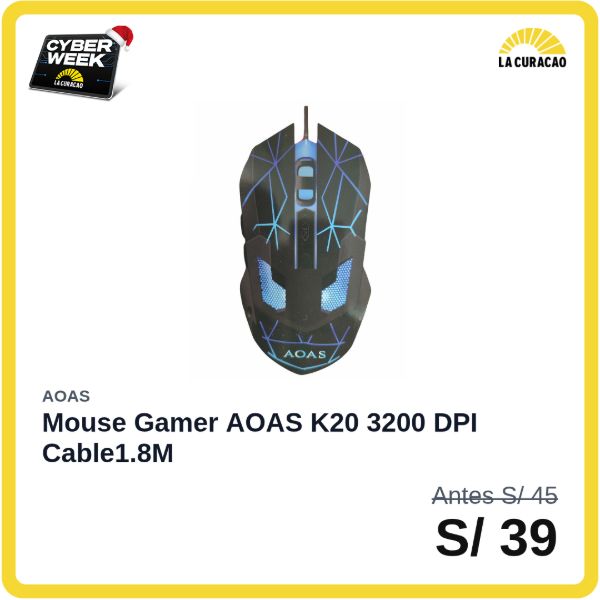 CYBER
WEEK
LA CURACAO
LA CURACAO
AOAS
AOAS
Mouse Gamer AOAS K20 3200 DPI
Cable1.8M
Antes S/ 45
S/ 39